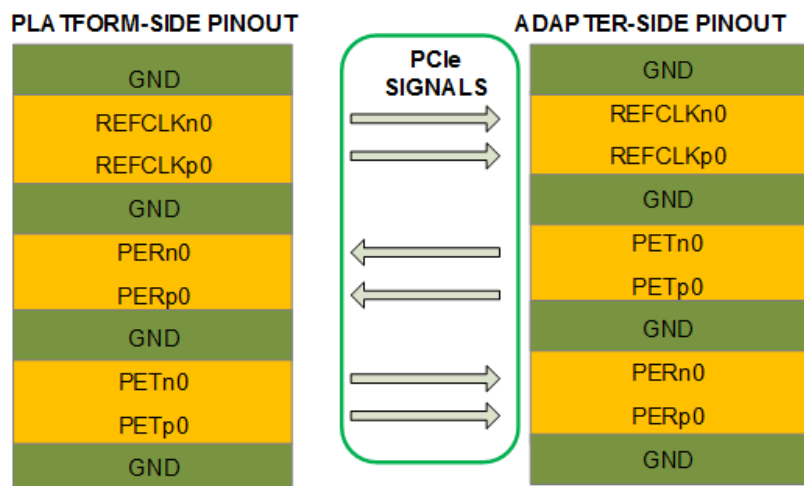 PLATFORM-SIDE PINOUT
GND
REFCLKn0
REFCLKp0
GND
PERn0
PERp0
GND
PETn0
PETp0
GND
PCIe
SIGNALS
ADAPTER-SIDE PINOUT
GND
REFCLKn0
REFCLKp0
GND
PETn0
PETp0
GND
PERn0
PERp0
GND